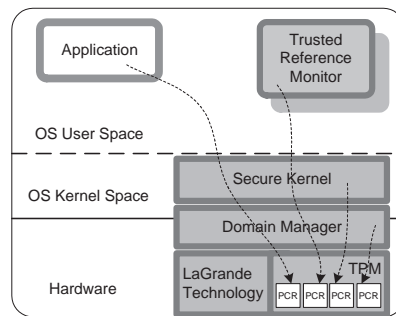 Application
Trusted
Reference
Monitor
OS User Space
Secure Kernel
OS Kernel Space
Domain Manager
LaGrande
Technology
TPM
Hardware
PCR PCR PCR PCR